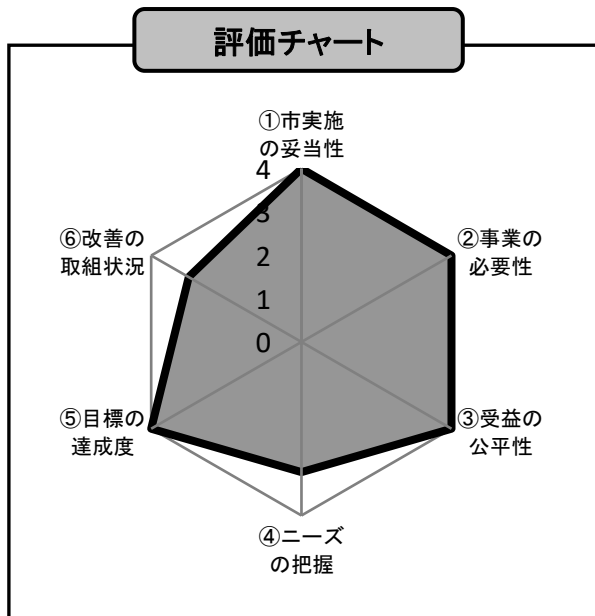 評価チャート
①市実施
の妥当性
4
3
2
1
0
②事業の
必要性
③受益の
公平性
④ニーズ
の把握
⑤目標の
達成度
⑥改善の
取組状況